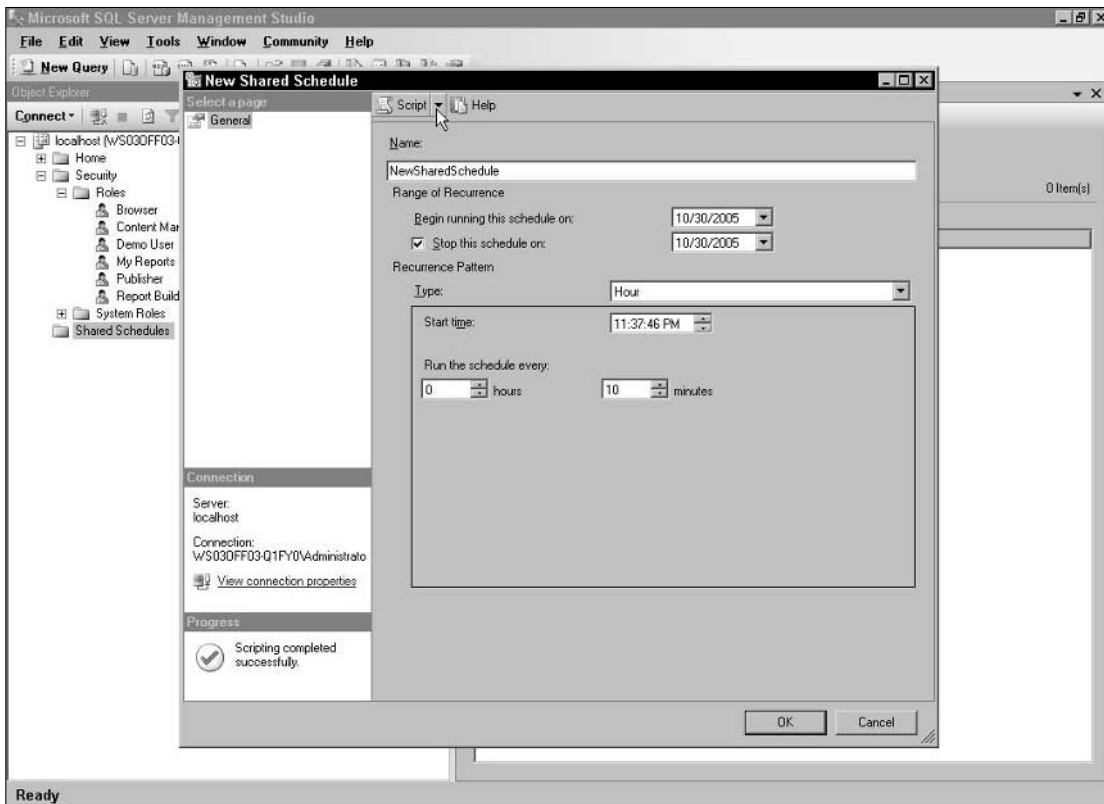 Microsoft SQL Server Management Studio
File Edit View Tools Window Community Help
New Query
Object Explorer
Connect
localhost (WS03DFF03-
Home
Security
Roles
Browser
Content Mar
Demo User
My Reports
Publisher
Report Build
System Roles
Shared Schedules
0 Item(s)
New Shared Schedule
Select a page
General
Script Help
Name:
NewSharedSchedule
Range of Recurrence
Begin running this schedule on: 10/30/2005
Stop this schedule on: 10/30/2005
Recurrence Pattern
Type: Hour
Start time: 11:37:46 PM
Run the schedule every:
0 hours 10 minutes
Connection
Server:
localhost
Connection:
WS03DFF03-Q1FY0\Administrato
View connection properties
Progress
Scripting completed
successfully.
OK Cancel
Ready